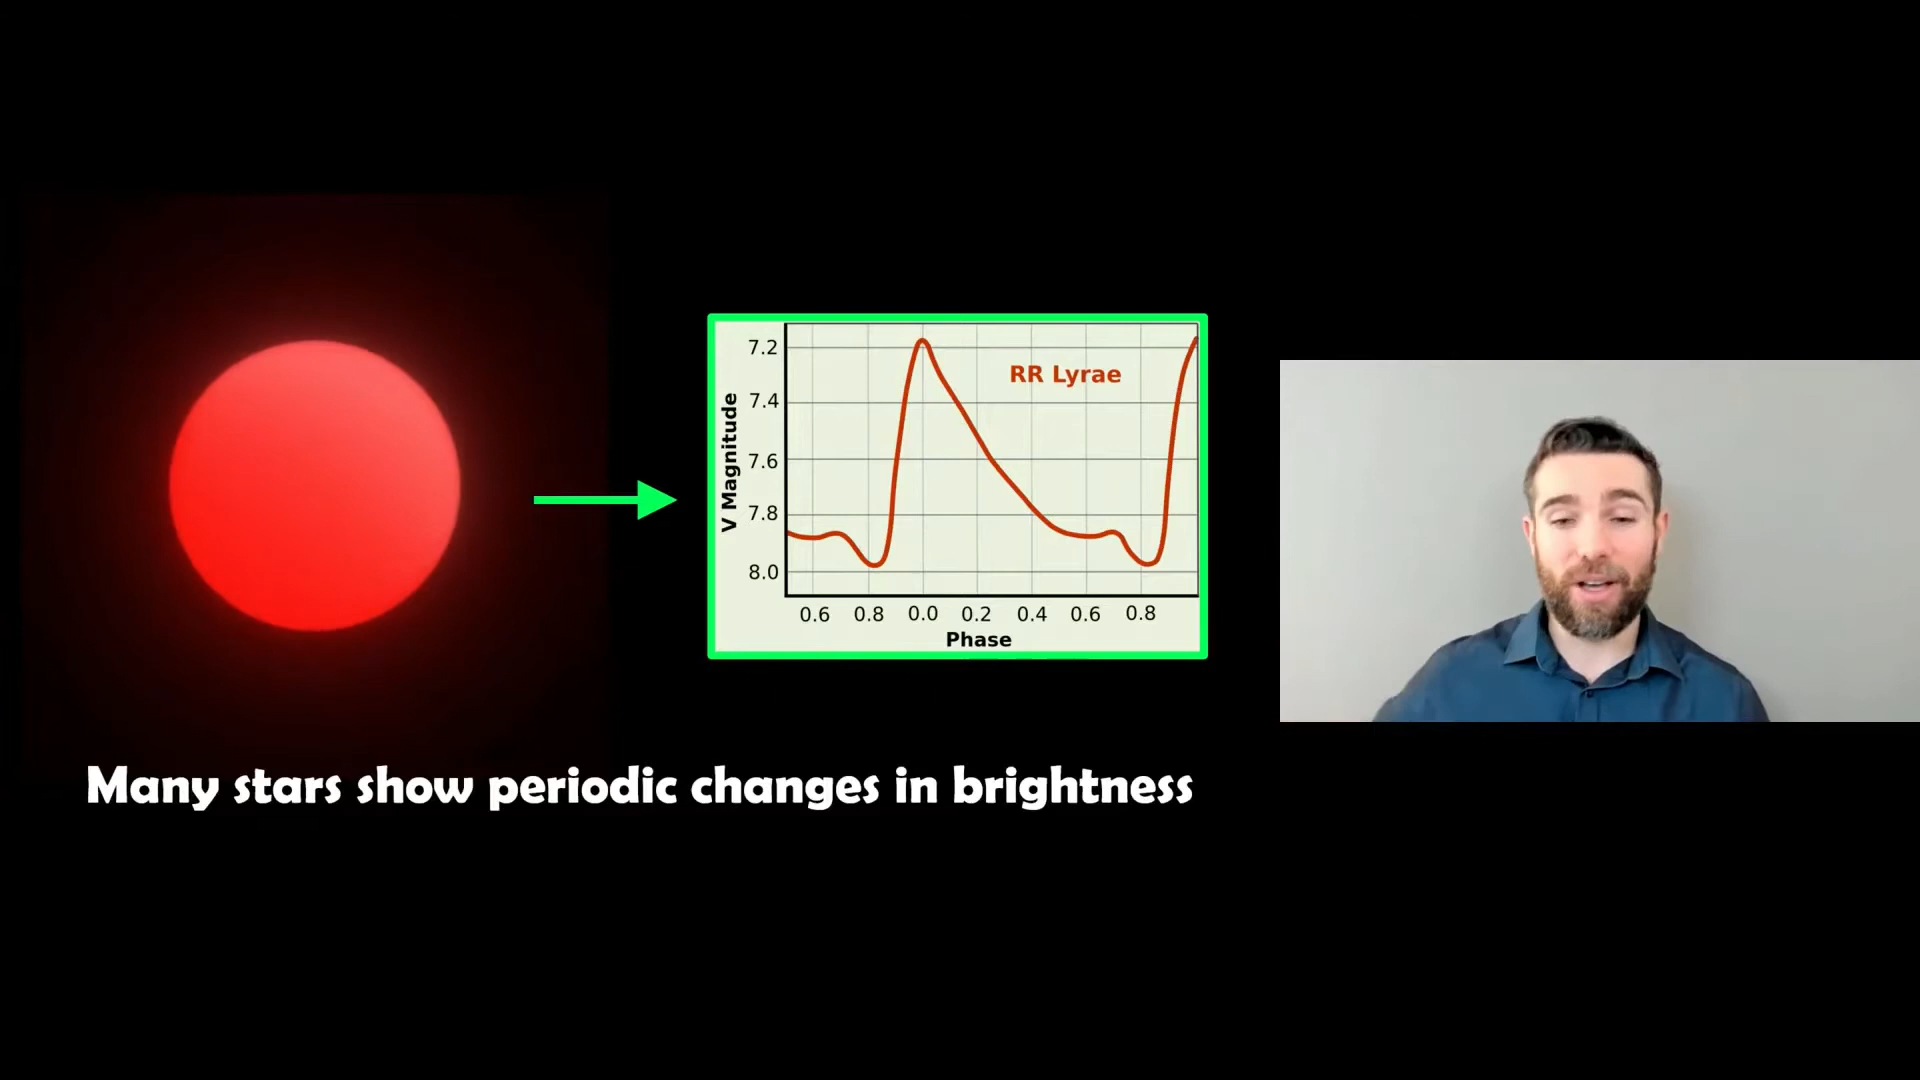 7.2
RR Lyrae
7.4
V Magnitude
7.6
7.8
8.0
0.6 0.8 0.0 0.2 0.4 0.6 0.8
Phase
Many stars show periodic changes in brightness